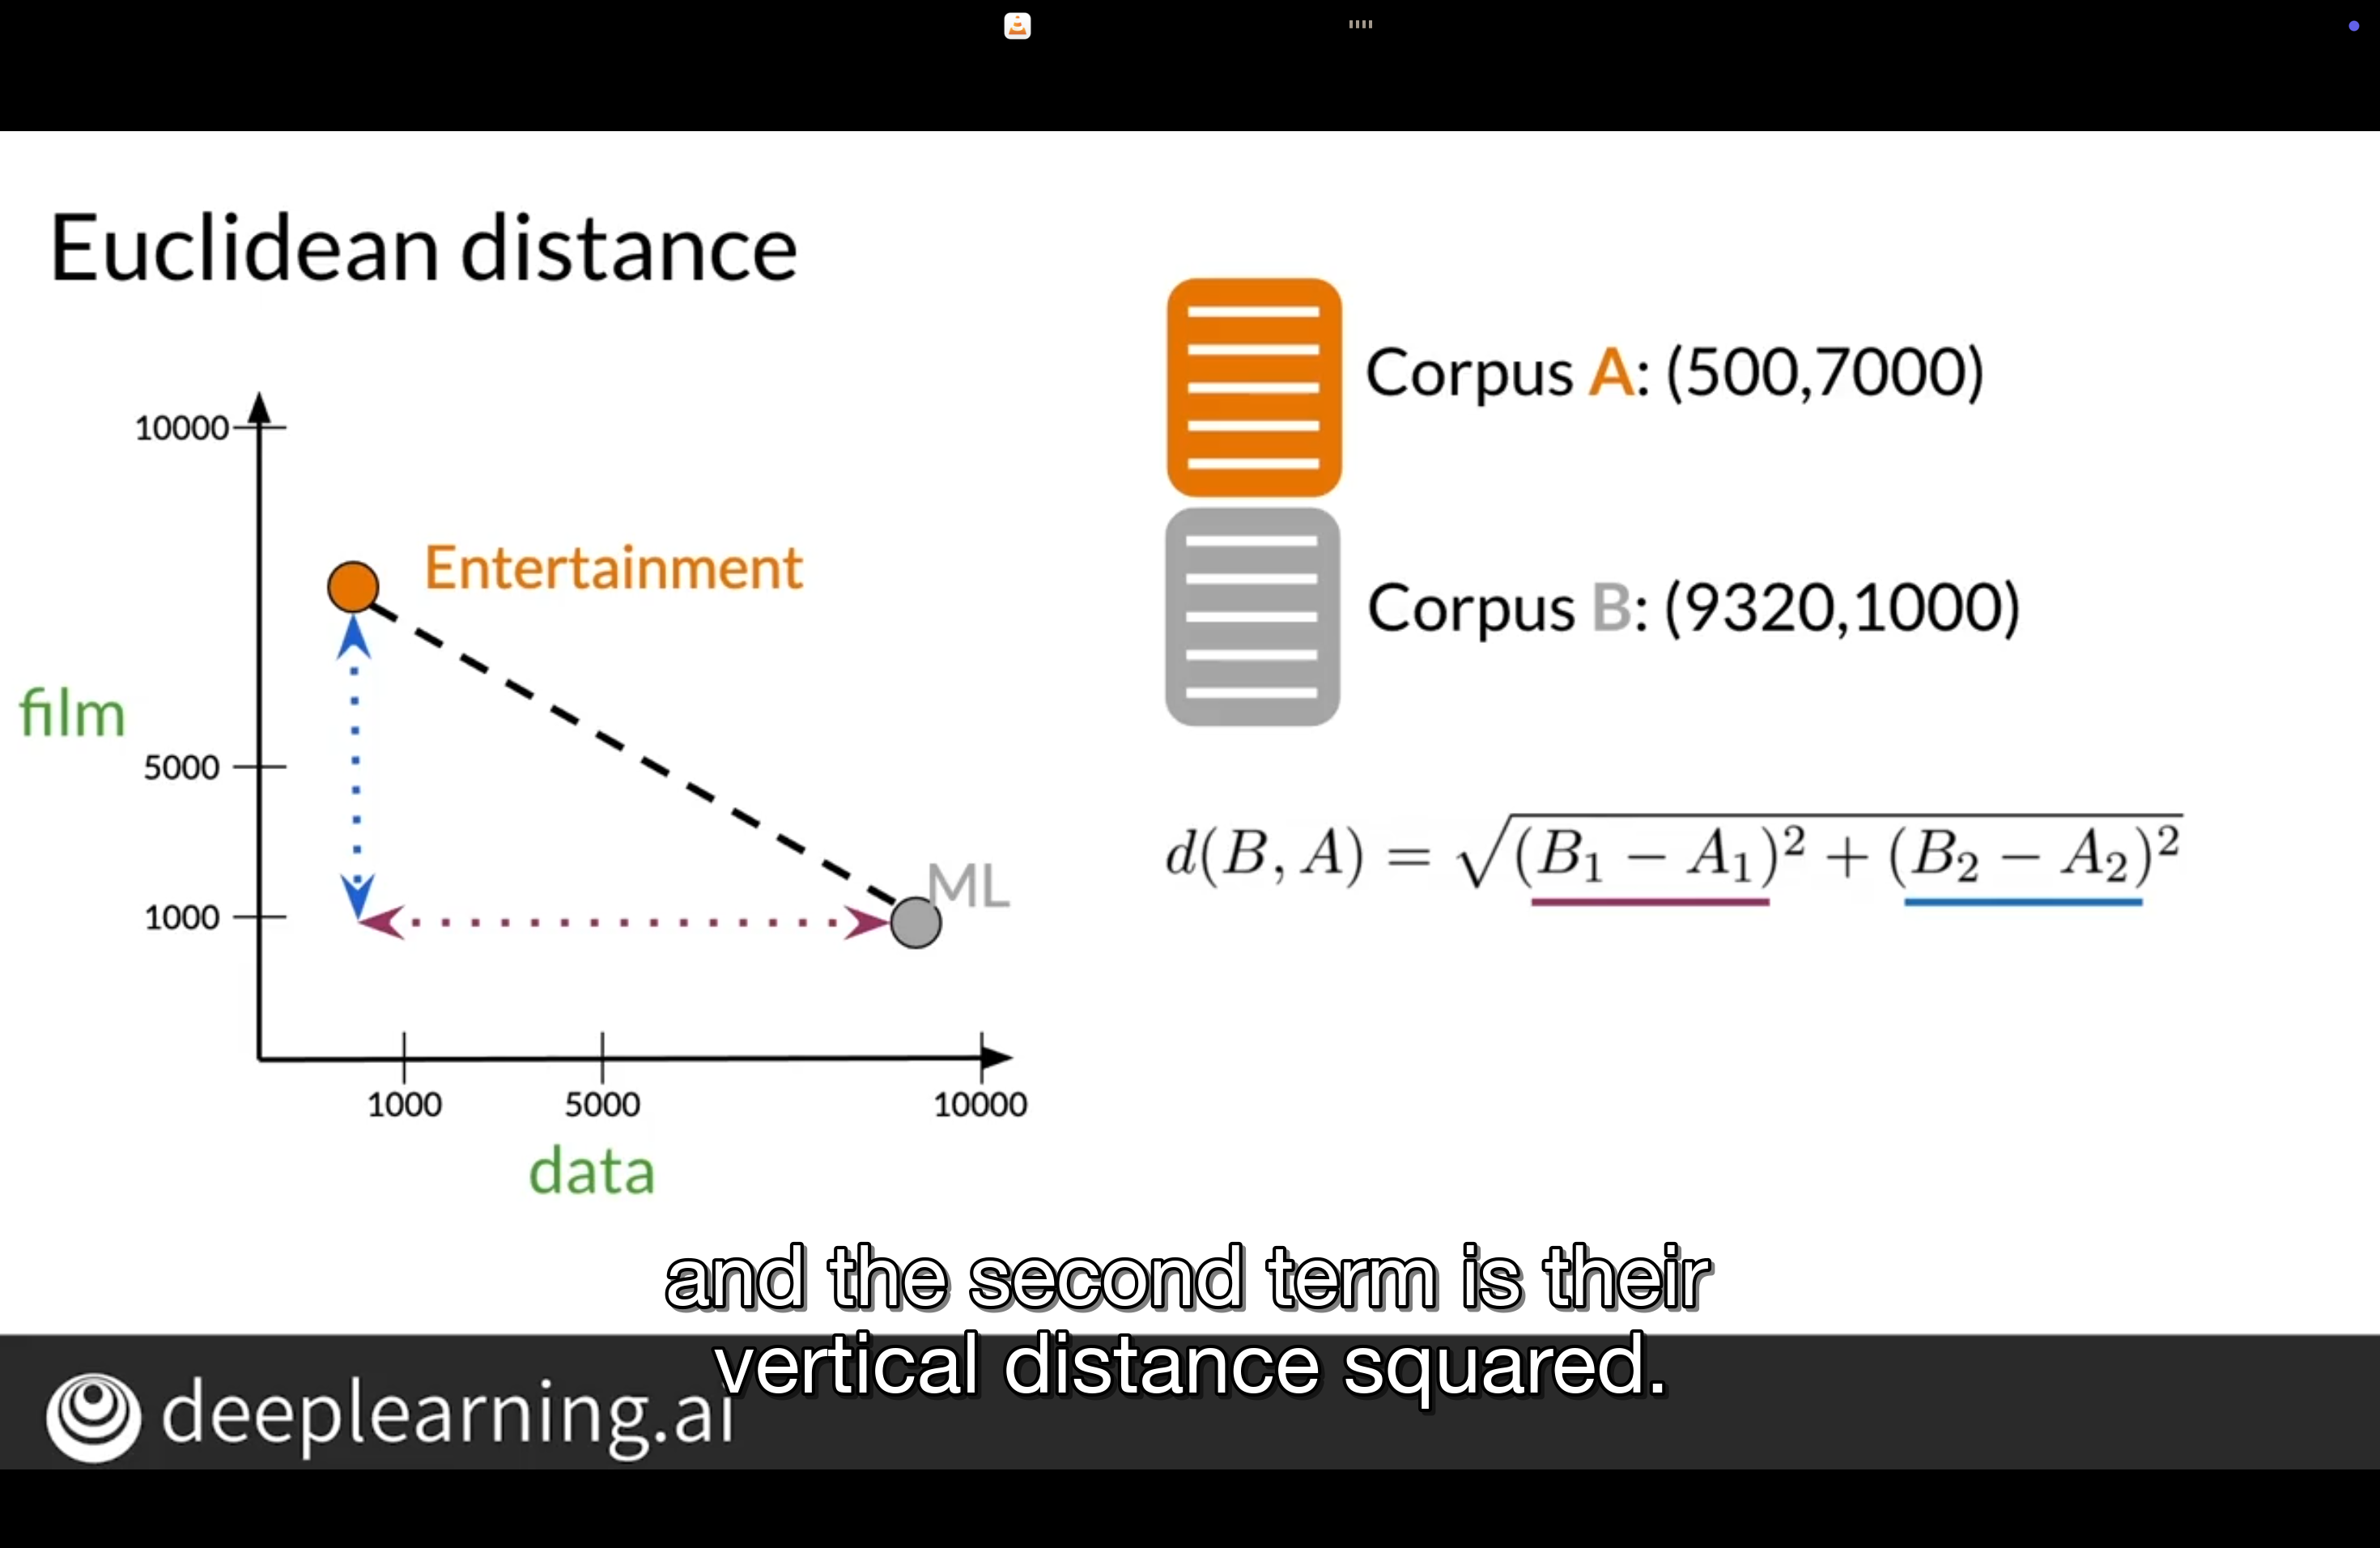 Euclidean distance
10000
Entertainment
film
5000
ML
1000
1000 5000 10000
data
Corpus A: (500,7000)
Corpus B: (9320,1000)
d(B, A) = √(B₁ − A₁)² + (B₂ − A₂)²
and the second term is their
vertical distance squared.
deeplearning.ai